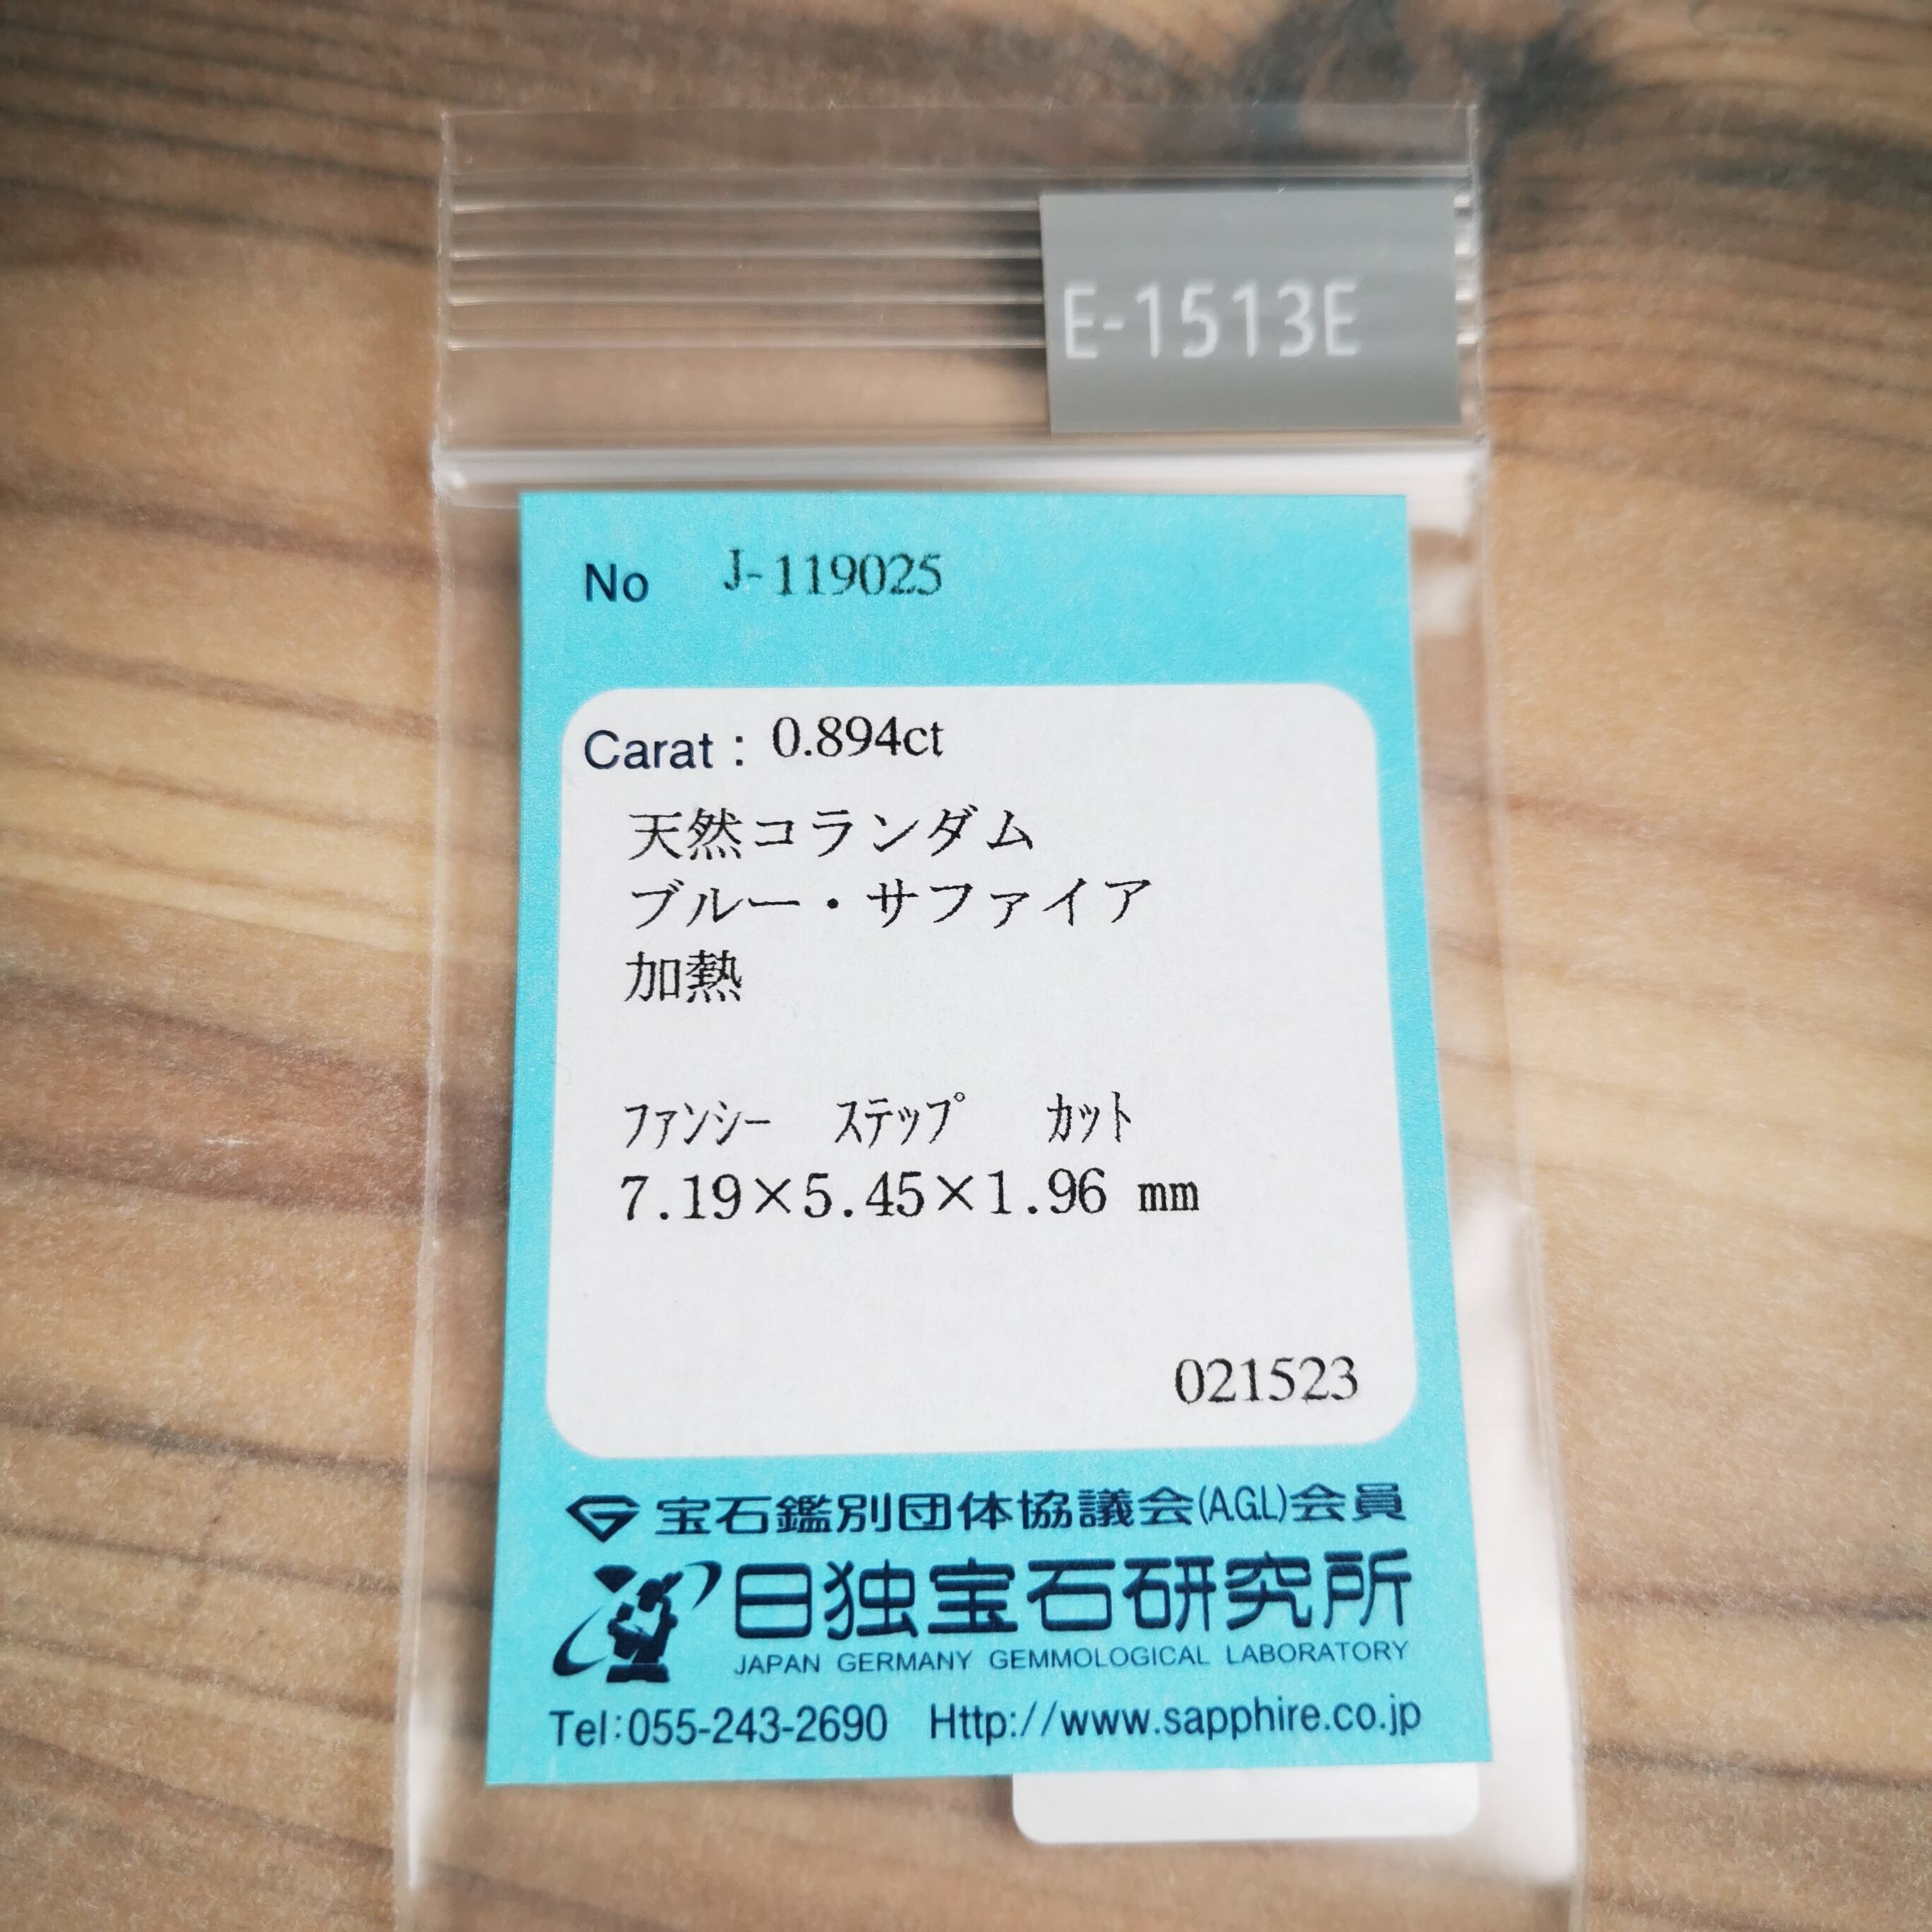 E-1513E
No J-119025
Carat : 0.894ct
天然コランダム
ブルー・サファイア
加熱
ﾌｧﾝｼｰ ｽﾃｯﾌﾟ ｶｯﾄ
7.19×5.45×1.96 mm
021523
宝石鑑別団体協議会(A.G.L)会員
日独宝石研究所
JAPAN GERMANY GEMMOLOGICAL LABORATORY
Tel:055-243-2690 Http://www.sapphire.co.jp